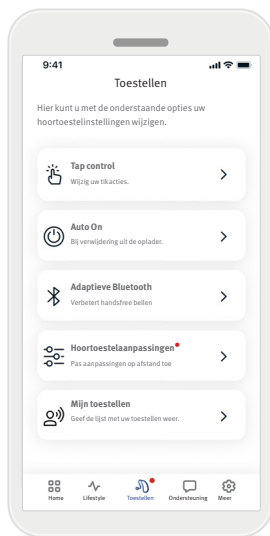 9:41
Toestellen
Hier kunt u met de onderstaande opties uw
hoortoestelinstellingen wijzigen.
Tap control
Wijzig uw tikacties.
Auto On
Bij verwijdering uit de oplader.
Adaptieve Bluetooth
Verbetert handsfree bellen
Hoortoestelaanpassingen
Pas aanpassingen op afstand toe
Mijn toestellen
Geef de lijst met uw toestellen weer.
Home Lifestyle Toestellen Ondersteuning Meer